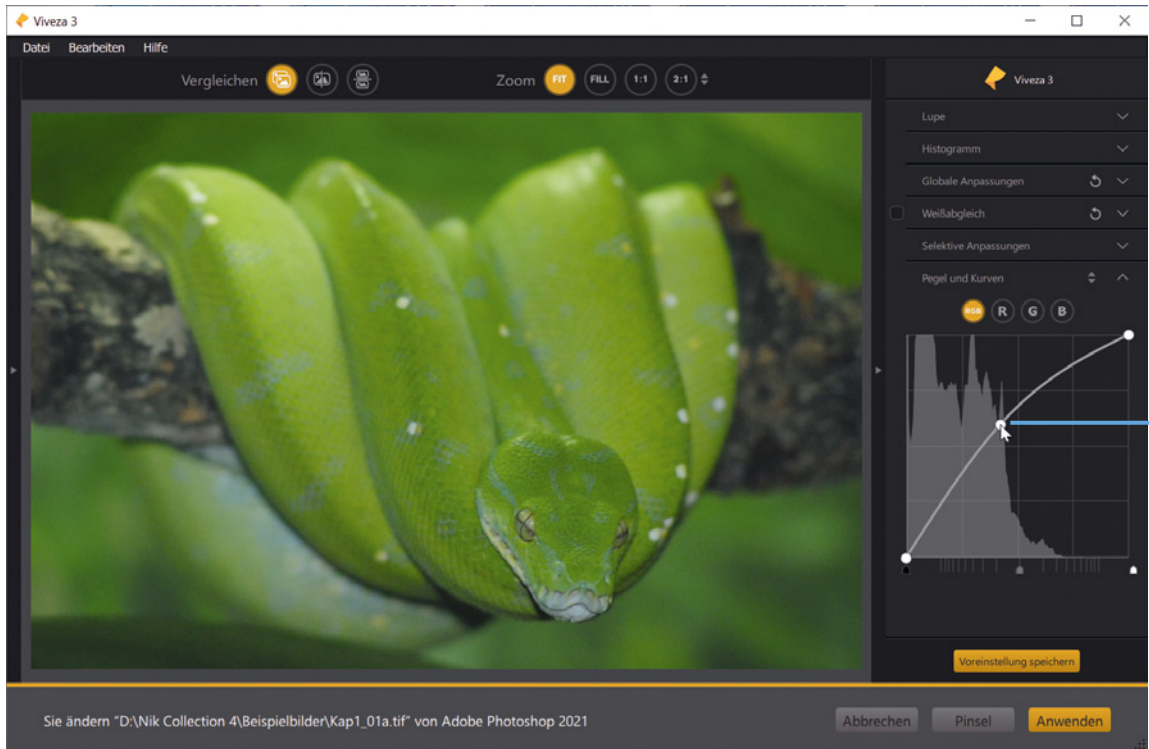 Viveza 3
Datei Bearbeiten Hilfe
Vergleichen Zoom FIT FILL 1:1 2:1
Viveza 3
Lupe
Histogramm
Globale Anpassungen
Weißabgleich
Selektive Anpassungen
Pegel und Kurven
RGB R G B
Voreinstellung speichern
Sie ändern "D:\Nik Collection 4\Beispielbilder\Kap1_01a.tif" von Adobe Photoshop 2021
Abbrechen Pinsel Anwenden